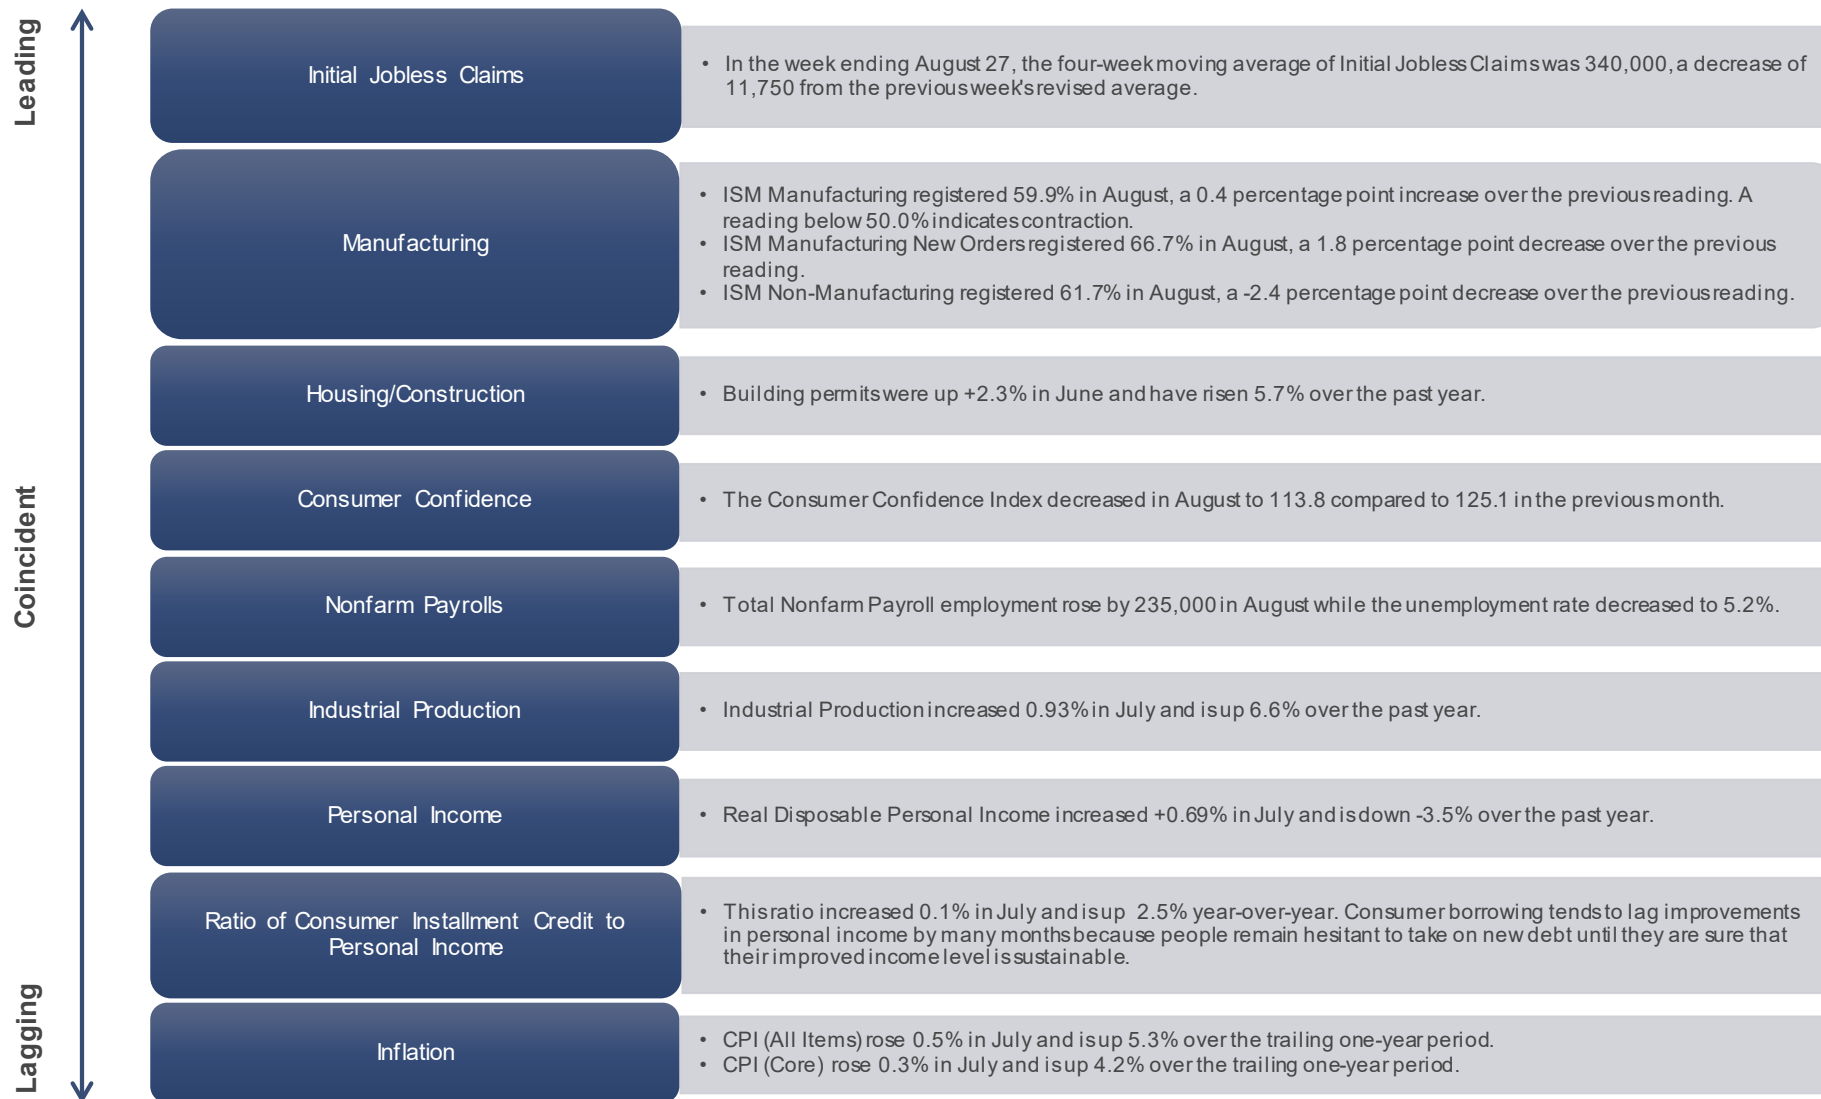 Leading
Initial Jobless Claims
• In the week ending August 27, the four-week moving average of Initial Jobless Claims was 340,000, a decrease of
11,750 from the previous week's revised average.
Manufacturing
• ISM Manufacturing registered 59.9% in August, a 0.4 percentage point increase over the previous reading. A
reading below 50.0% indicates contraction.
• ISM Manufacturing New Orders registered 66.7% in August, a 1.8 percentage point decrease over the previous
reading.
• ISM Non-Manufacturing registered 61.7% in August, a -2.4 percentage point decrease over the previous reading.
Housing/Construction
• Building permits were up +2.3% in June and have risen 5.7% over the past year.
Coincident
Consumer Confidence
• The Consumer Confidence Index decreased in August to 113.8 compared to 125.1 in the previous month.
Nonfarm Payrolls
• Total Nonfarm Payroll employment rose by 235,000 in August while the unemployment rate decreased to 5.2%.
Industrial Production
• Industrial Production increased 0.93% in July and is up 6.6% over the past year.
Personal Income
• Real Disposable Personal Income increased +0.69% in July and is down -3.5% over the past year.
Ratio of Consumer Installment Credit to
Personal Income
• This ratio increased 0.1% in July and is up 2.5% year-over-year. Consumer borrowing tends to lag improvements
in personal income by many months because people remain hesitant to take on new debt until they are sure that
their improved income level is sustainable.
Lagging
Inflation
• CPI (All Items) rose 0.5% in July and is up 5.3% over the trailing one-year period.
• CPI (Core) rose 0.3% in July and is up 4.2% over the trailing one-year period.